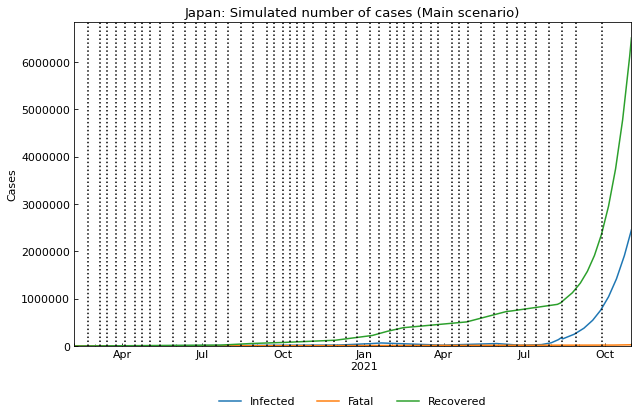 Japan: Simulated number of cases (Main scenario)
6000000
5000000
4000000
3000000
2000000
1000000
0
Cases
Apr Jul Oct Jan Apr Jul Oct
2021
Infected Fatal Recovered